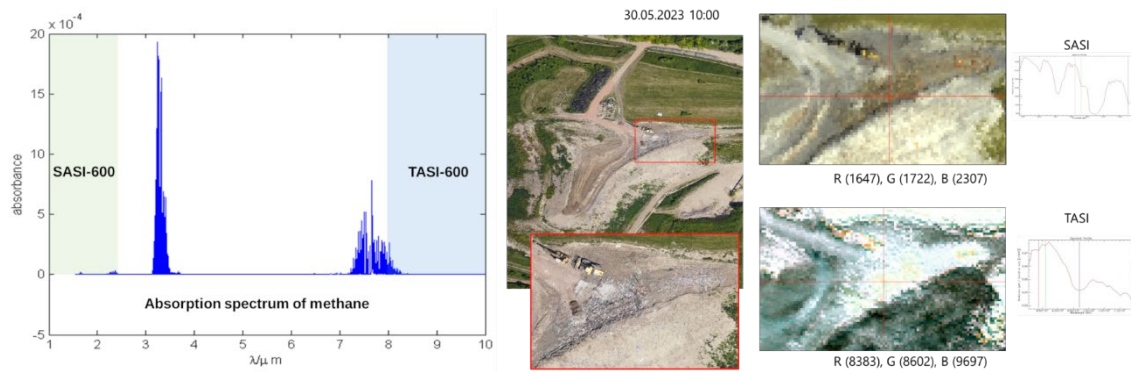 × 10⁻⁴
20
15
10
5
0
-5
absorbance
SASI-600
TASI-600
Absorption spectrum of methane
1 2 3 4 5 6 7 8 9 10
λ/μ m
30.05.2023 10:00
SASI
R (1647), G (1722), B (2307)
TASI
R (8383), G (8602), B (9697)